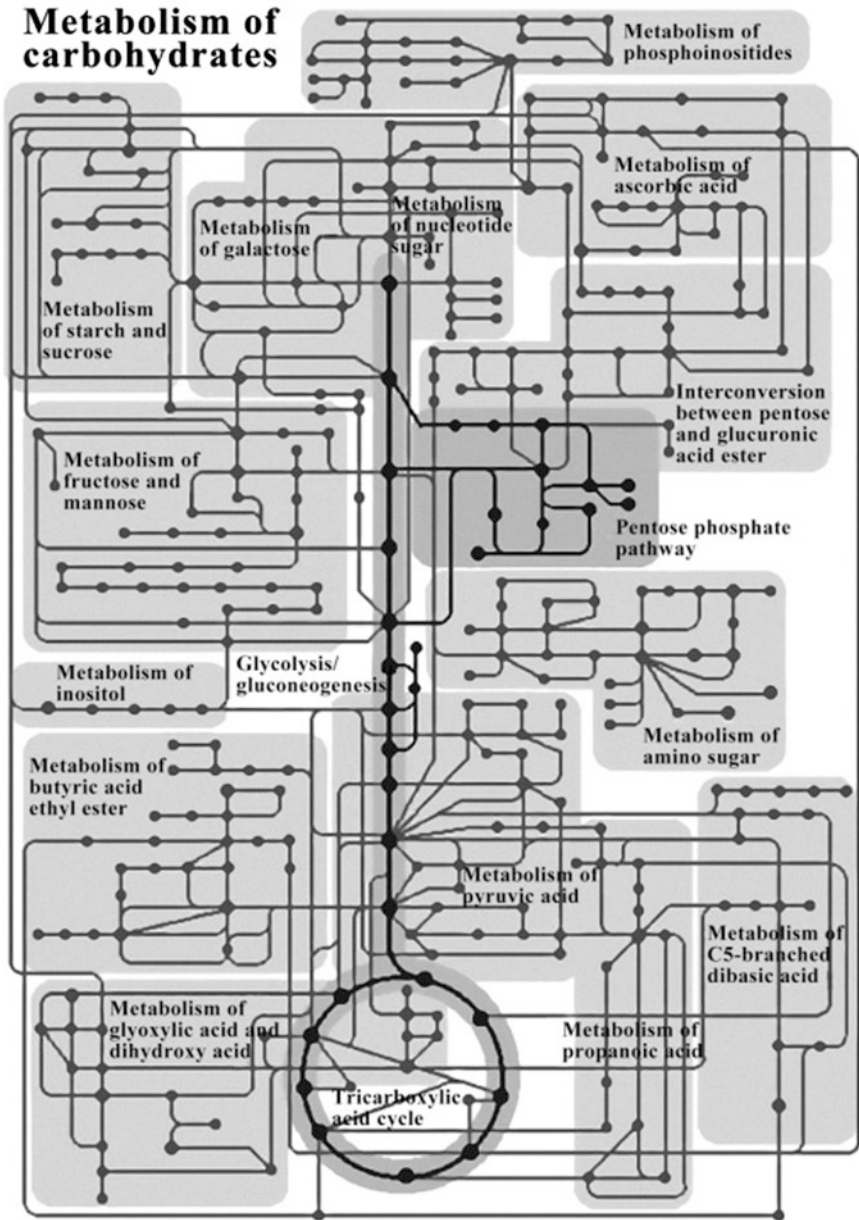 Metabolism of
carbohydrates
Metabolism of
phosphoinositides
Metabolism of
ascorbic acid
Metabolism
of nucleotide
sugar
Metabolism
of galactose
Metabolism
of starch and
sucrose
Interconversion
between pentose
and glucuronic
acid ester
Metabolism of
fructose and
mannose
Pentose phosphate
pathway
Metabolism of
inositol
Glycolysis/
gluconeogenesis
Metabolism of
amino sugar
Metabolism of
butyric acid
ethyl ester
Metabolism of
pyruvic acid
Metabolism of
C5-branched
dibasic acid
Metabolism of
glyoxylic acid and
dihydroxy acid
Metabolism of
propanoic acid
Tricarboxylic
acid cycle